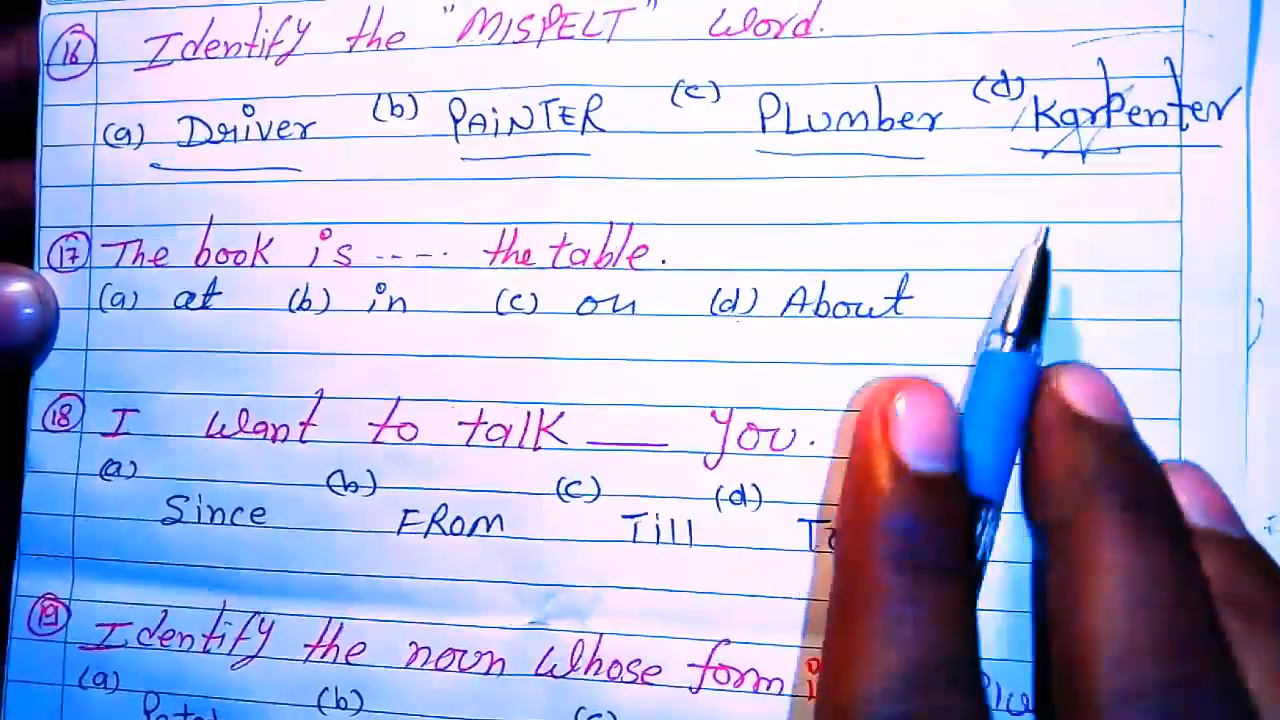 16 Identify the "MISPELT" Word.
(a) Driver (b) PAINTER (c) PLumber (d) KarPenter
17 The book is ---- the table.
(a) at (b) in (c) on (d) About
18 I want to talk __ You.
(a) Since (b) FROM (c) Till (d)
19 Identify the noun whose form
(a) (b) (c)